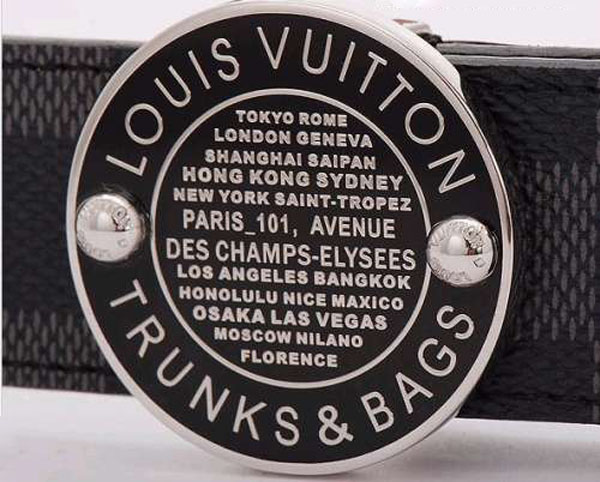 LOUIS VUITTON
TOKYO ROME
LONDON GENEVA
SHANGHAI SAIPAN
HONG KONG SYDNEY
NEW YORK SAINT-TROPEZ
PARIS_101, AVENUE
DES CHAMPS-ELYSEES
LOS ANGELES BANGKOK
HONOLULU NICE MAXICO
OSAKA LAS VEGAS
MOSCOW NILANO
FLORENCE
TRUNKS & BAGS